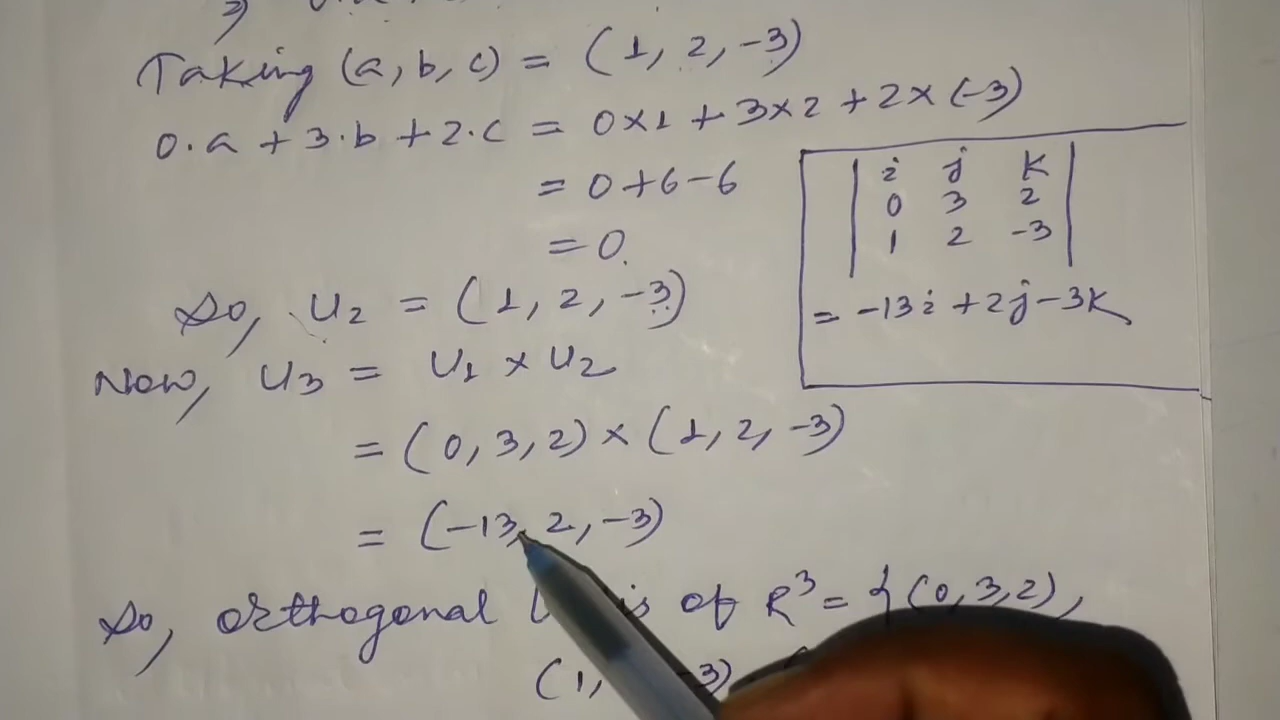 Taking (a, b, c) = (1, 2, -3)
0.a + 3.b + 2.c = 0×1 + 3×2 + 2×(-3)
= 0+6-6
= 0.
So, u2 = (1, 2, -3)
Now, u3 = u1 × u2
= (0, 3, 2) × (1, 2, -3)
= (-13, 2, -3)
So, orthogonal of R³ = {(0, 3, 2),
(1, 3)
| i j k |
| 0 3 2 |
| 1 2 -3 |
= -13i + 2j - 3k